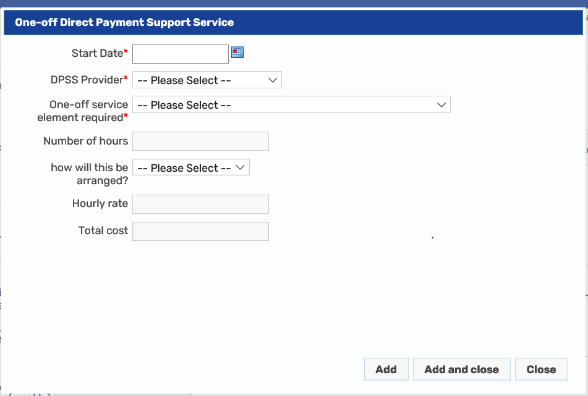 One-off Direct Payment Support Service
Start Date*
DPSS Provider* -- Please Select --
One-off service -- Please Select --
element required*
Number of hours
how will this be -- Please Select --
arranged?
Hourly rate
Total cost
Add Add and close Close